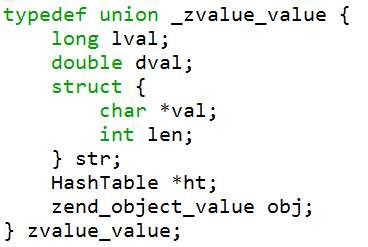 typedef union _zvalue_value {
    long lval;
    double dval;
    struct {
        char *val;
        int len;
    } str;
    HashTable *ht;
    zend_object_value obj;
} zvalue_value;